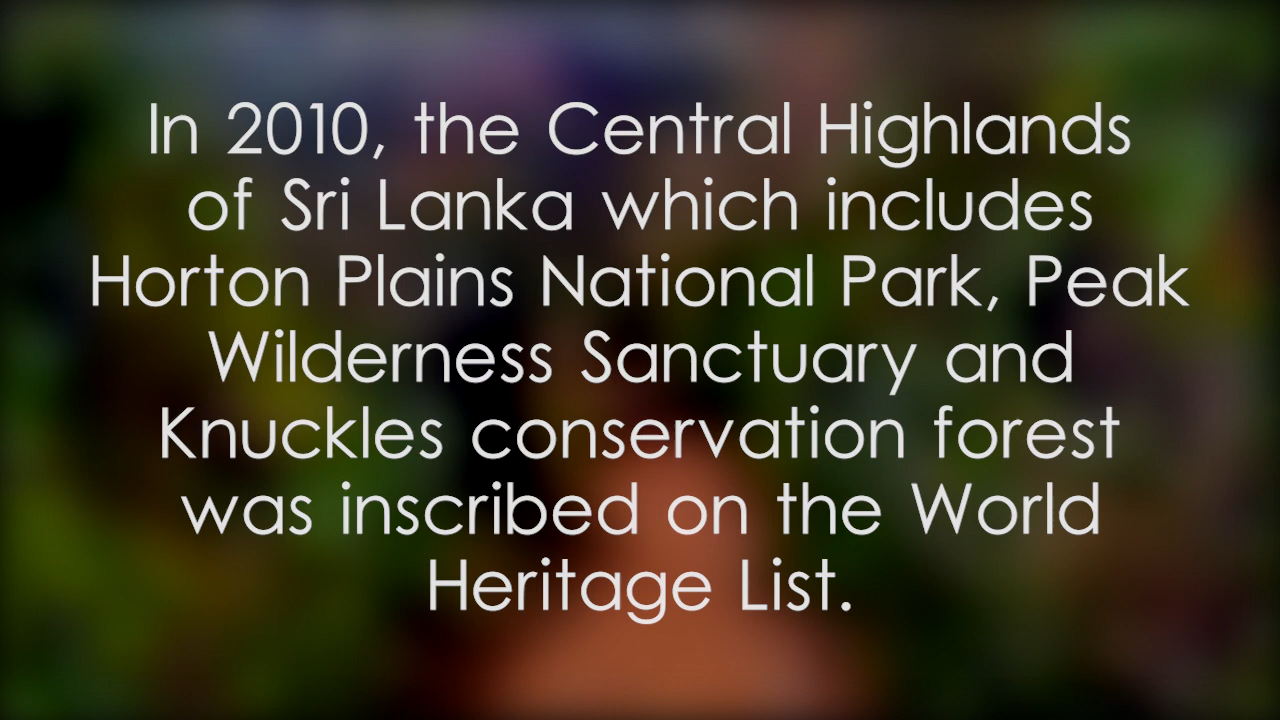 In 2010, the Central Highlands
of Sri Lanka which includes
Horton Plains National Park, Peak
Wilderness Sanctuary and
Knuckles conservation forest
was inscribed on the World
Heritage List.